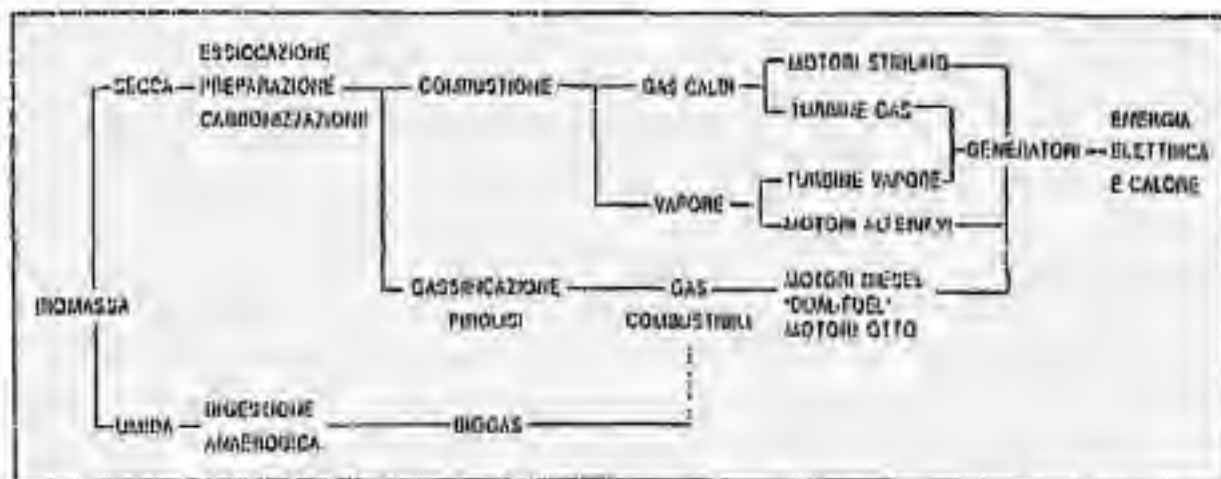 BIOMASSA
SECCA
ESSICCAZIONE
PREPARAZIONE
CARBONIZZAZIONE
COMBUSTIONE
GAS CALDI
MOTORI STIRLING
TURBINE GAS
VAPORE
TURBINE VAPORE
MOTORI
GENERATORI
ENERGIA
ELETTRICA
E CALORE
GASSIFICAZIONE
PIROLISI
GAS
COMBUSTIBILI
MOTORI DIESEL
"DUAL-FUEL"
MOTORI OTTO
UMIDA
DIGESTIONE
ANAEROBICA
BIOGAS